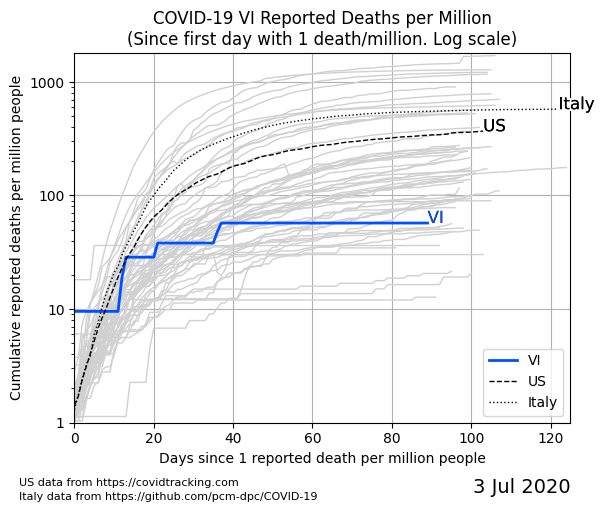 COVID-19 VI Reported Deaths per Million
(Since first day with 1 death/million. Log scale)
Cumulative reported deaths per million people
1000
100
10
1
Italy
US
VI
VI
US
Italy
0
20
40
60
80
100
120
Days since 1 reported death per million people
US data from https://covidtracking.com
Italy data from https://github.com/pcm-dpc/COVID-19
3 Jul 2020